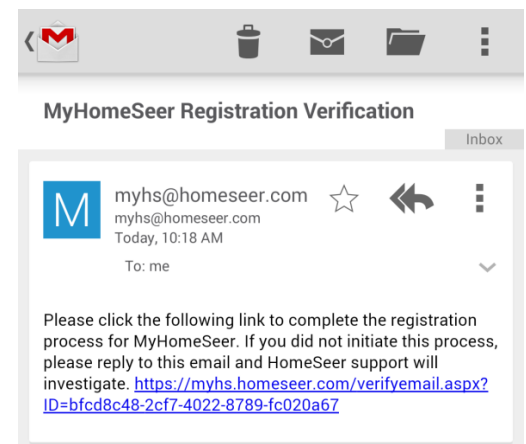 MyHomeSeer Registration Verification
Inbox
M
myhs@homeseer.com
myhs@homeseer.com
Today, 10:18 AM
To: me
Please click the following link to complete the registration
process for MyHomeSeer. If you did not initiate this process,
please reply to this email and HomeSeer support will
investigate. https://myhs.homeseer.com/verifyemail.aspx?
ID=bfcd8c48-2cf7-4022-8789-fc020a67